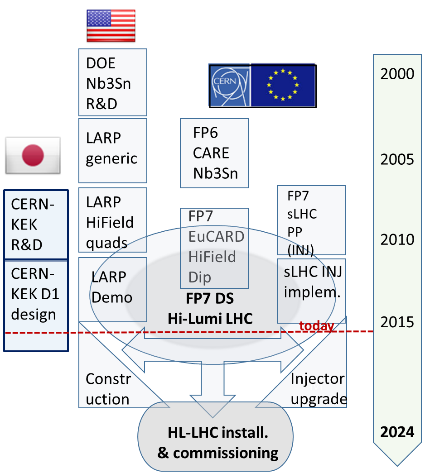 DOE
Nb3Sn
R&D
LARP
generic
LARP
HiField
quads
LARP
Demo
Constr
uction
CERN-
KEK
R&D
CERN-
KEK D1
design
CERN
FP6
CARE
Nb3Sn
FP7
EuCARD
HiField
Dip
FP7 DS
Hi-Lumi LHC
FP7
sLHC
PP
(INJ)
sLHC INJ
implem.
today
Injector
upgrade
HL-LHC install.
& commissioning
2000
2005
2010
2015
2024